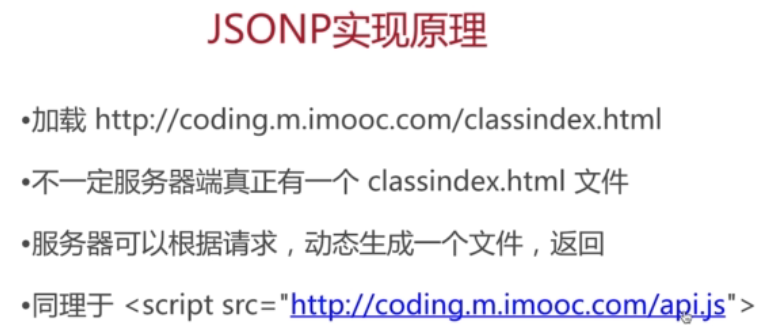 JSONP实现原理
•加载 http://coding.m.imooc.com/classindex.html
•不一定服务器端真正有一个 classindex.html 文件
•服务器可以根据请求，动态生成一个文件，返回
•同理于 <script src="http://coding.m.imooc.com/api.js">